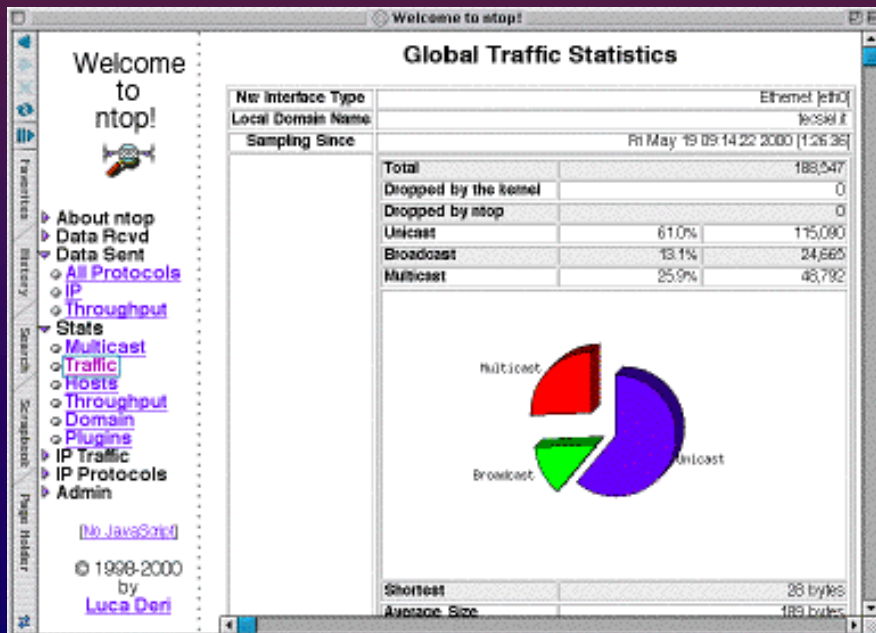 Welcome to ntop!
Favorites
History
Search
Scrapbook
Page Holder
Welcome
to
ntop!
About ntop
Data Rcvd
Data Sent
All Protocols
IP
Throughput
Stats
Multicast
Traffic
Hosts
Throughput
Domain
Plugins
IP Traffic
IP Protocols
Admin
[No JavaScript]
© 1998-2000
by
Luca Deri
Global Traffic Statistics
Nw Interface Type Ethernet [eth0]
Local Domain Name tecsiel.it
Sampling Since Fri May 19 09:14:22 2000 [1:26:36]
Total 188,547
Dropped by the kernel 0
Dropped by ntop 0
Unicast 61.0% 115,090
Broadcast 13.1% 24,665
Multicast 25.9% 48,792
Multicast
Unicast
Broadcast
Shortest 28 bytes
Average Size 189 bytes